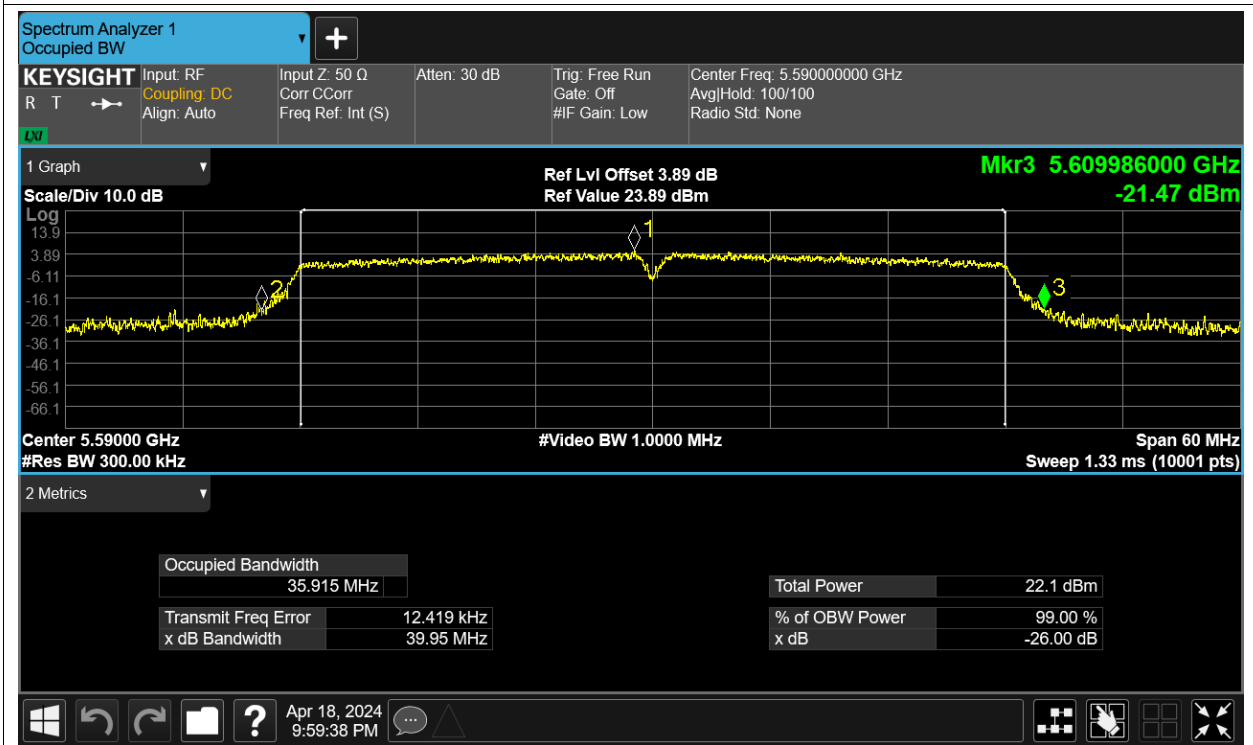 Spectrum Analyzer 1
Occupied BW
KEYSIGHT
R T
LXI
Input: RF
Coupling: DC
Align: Auto
Input Z: 50 Ω
Corr CCorr
Freq Ref: Int (S)
Atten: 30 dB
Trig: Free Run
Gate: Off
#IF Gain: Low
Center Freq: 5.590000000 GHz
Avg|Hold: 100/100
Radio Std: None
1 Graph
Scale/Div 10.0 dB
Ref Lvl Offset 3.89 dB
Ref Value 23.89 dBm
Mkr3 5.609986000 GHz
-21.47 dBm
Log
13.9
3.89
-6.11
-16.1
-26.1
-36.1
-46.1
-56.1
-66.1
1
2
3
Center 5.59000 GHz
#Video BW 1.0000 MHz
Span 60 MHz
#Res BW 300.00 kHz
Sweep 1.33 ms (10001 pts)
2 Metrics
Occupied Bandwidth
35.915 MHz
Transmit Freq Error 12.419 kHz
x dB Bandwidth 39.95 MHz
Total Power 22.1 dBm
% of OBW Power 99.00 %
x dB -26.00 dB
?
Apr 18, 2024
9:59:38 PM